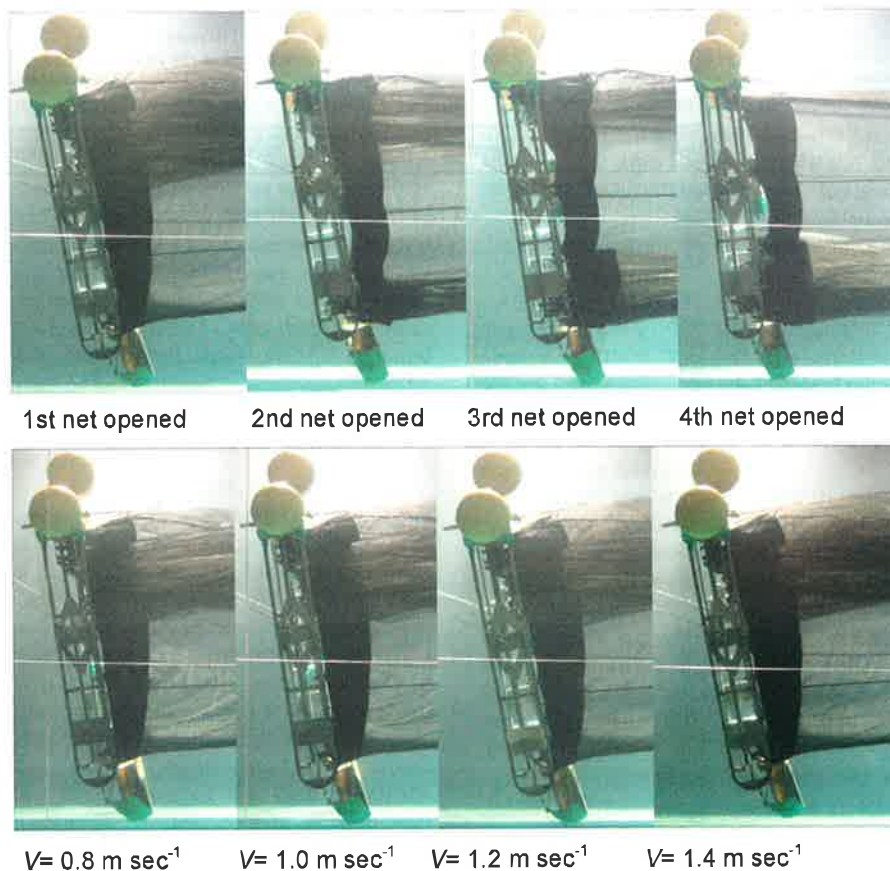 1st net opened 2nd net opened 3rd net opened 4th net opened
V= 0.8 m sec⁻¹ V= 1.0 m sec⁻¹ V= 1.2 m sec⁻¹ V= 1.4 m sec⁻¹